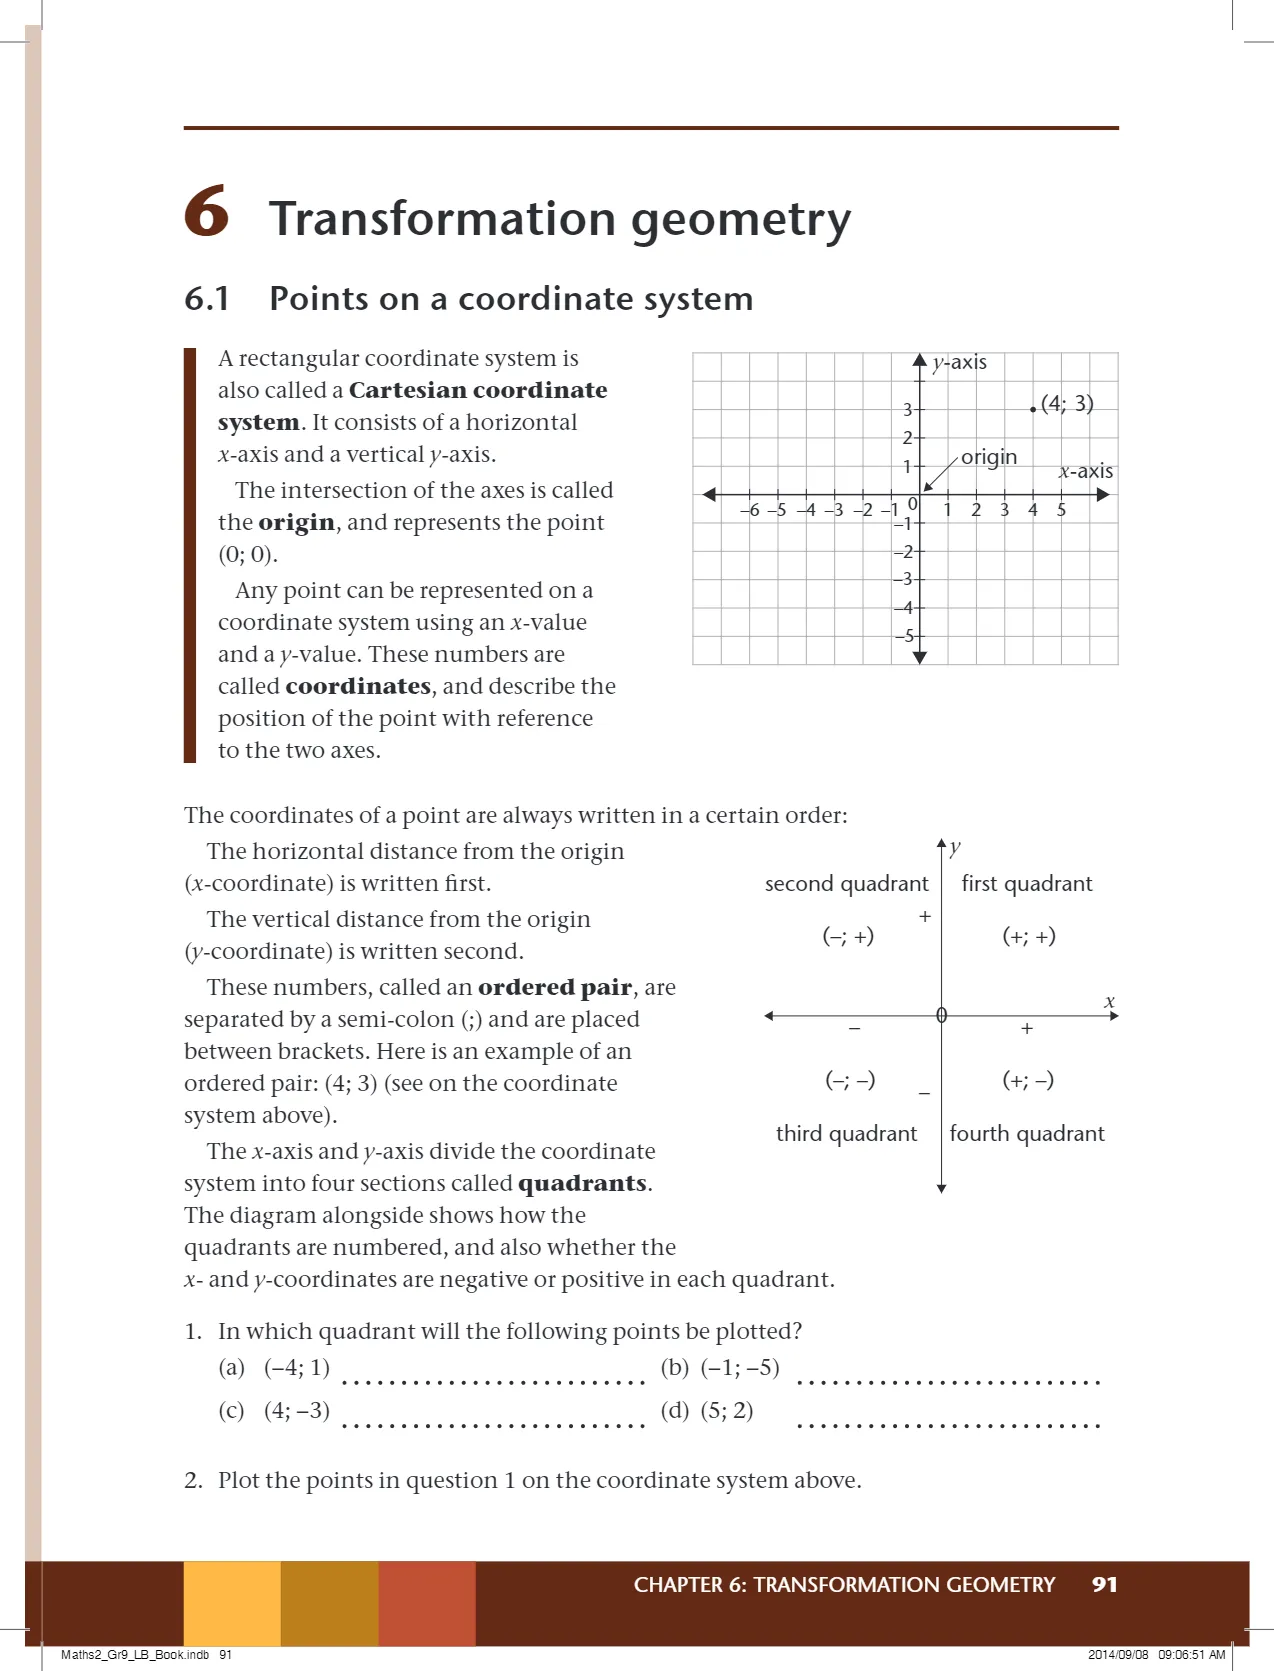 6 Transformation geometry
6.1 Points on a coordinate system
A rectangular coordinate system is
also called a Cartesian coordinate
system. It consists of a horizontal
x-axis and a vertical y-axis.
The intersection of the axes is called
the origin, and represents the point
(0; 0).
Any point can be represented on a
coordinate system using an x-value
and a y-value. These numbers are
called coordinates, and describe the
position of the point with reference
to the two axes.
y-axis
3
(4; 3)
2
origin
1
x-axis
–6 –5 –4 –3 –2 –1 0 1 2 3 4 5
–1
–2
–3
–4
–5
The coordinates of a point are always written in a certain order:
The horizontal distance from the origin
(x-coordinate) is written first.
The vertical distance from the origin
(y-coordinate) is written second.
These numbers, called an ordered pair, are
separated by a semi-colon (;) and are placed
between brackets. Here is an example of an
ordered pair: (4; 3) (see on the coordinate
system above).
The x-axis and y-axis divide the coordinate
system into four sections called quadrants.
The diagram alongside shows how the
quadrants are numbered, and also whether the
x- and y-coordinates are negative or positive in each quadrant.
y
second quadrant first quadrant
+
(–; +) (+; +)
x
0
– +
(–; –) (+; –)
–
third quadrant fourth quadrant
1. In which quadrant will the following points be plotted?
(a) (–4; 1) .......................... (b) (–1; –5) ..........................
(c) (4; –3) .......................... (d) (5; 2) ..........................
2. Plot the points in question 1 on the coordinate system above.
CHAPTER 6: TRANSFORMATION GEOMETRY 91
Maths2_Gr9_LB_Book.indb 91 2014/09/08 09:06:51 AM